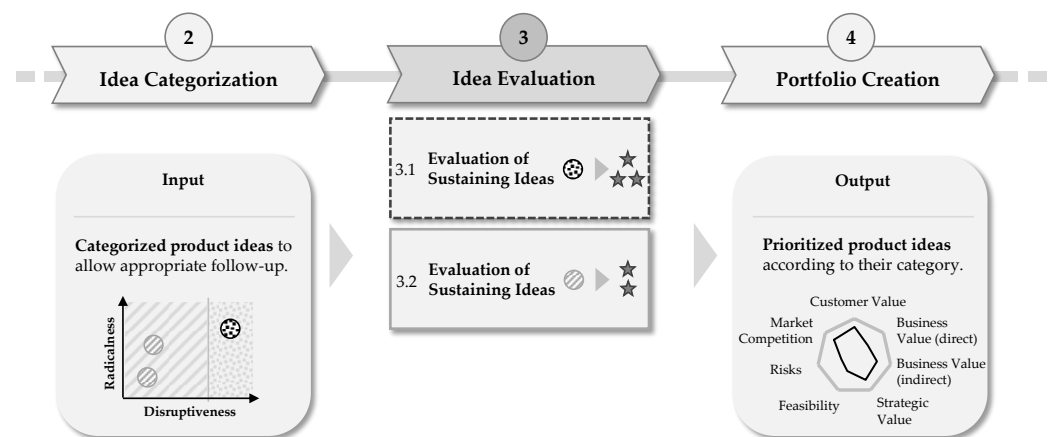 2
Idea Categorization
3
Idea Evaluation
4
Portfolio Creation
Input
Categorized product ideas to
allow appropriate follow-up.
Radicalness
Disruptiveness
3.1
Evaluation of
Sustaining Ideas
3.2
Evaluation of
Sustaining Ideas
Output
Prioritized product ideas
according to their category.
Customer Value
Market
Competition
Business
Value (direct)
Risks
Business Value
(indirect)
Feasibility
Strategic
Value